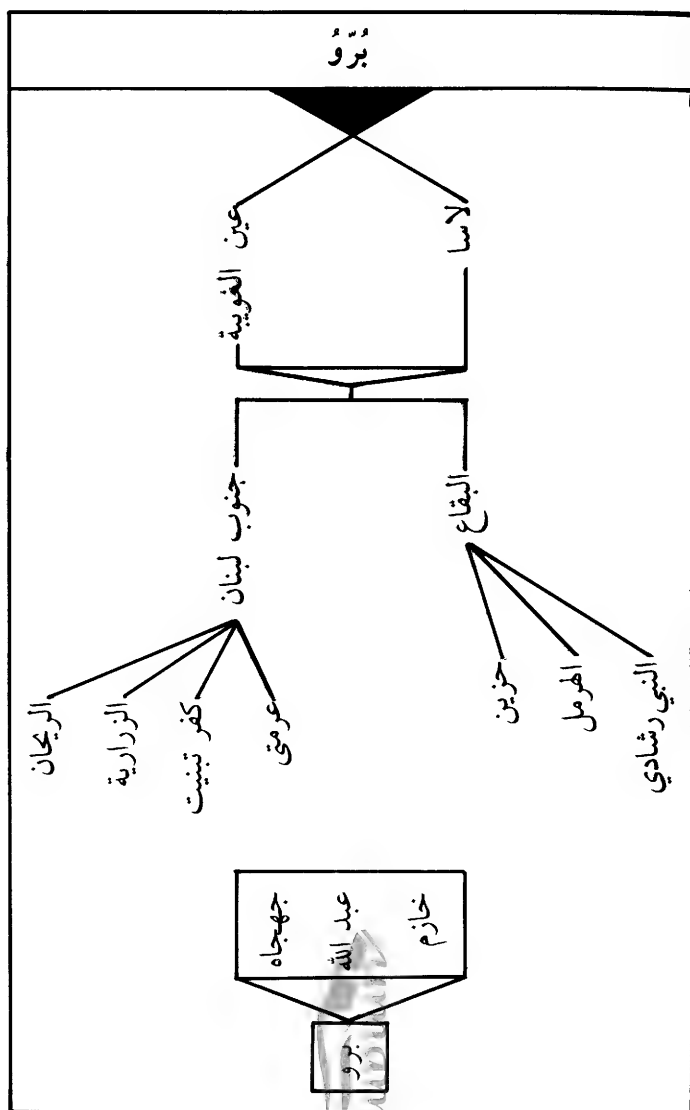 بُرّو
لاسا
عين الغويبة
البقاع
جنوب لبنان
النبي رشادي
الهرمل
حزين
عرمتى
كفر تبنيت
الزرارية
الريحان
خازم
عبد الله
جهجاه
برو